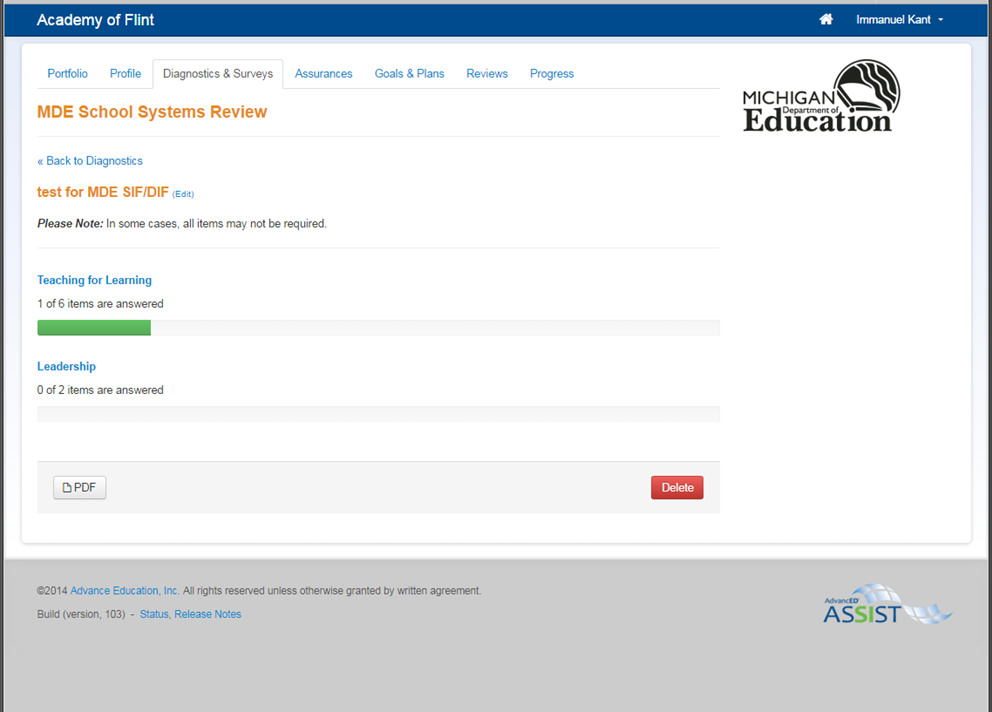 Academy of Flint
Immanuel Kant
Portfolio Profile Diagnostics & Surveys Assurances Goals & Plans Reviews Progress
MDE School Systems Review
MICHIGAN
Department of
Education
« Back to Diagnostics
test for MDE SIF/DIF (Edit)
Please Note: In some cases, all items may not be required.
Teaching for Learning
1 of 6 items are answered
Leadership
0 of 2 items are answered
PDF
Delete
©2014 Advance Education, Inc. All rights reserved unless otherwise granted by written agreement.
Build (version, 103) - Status, Release Notes
AdvancED
ASSIST